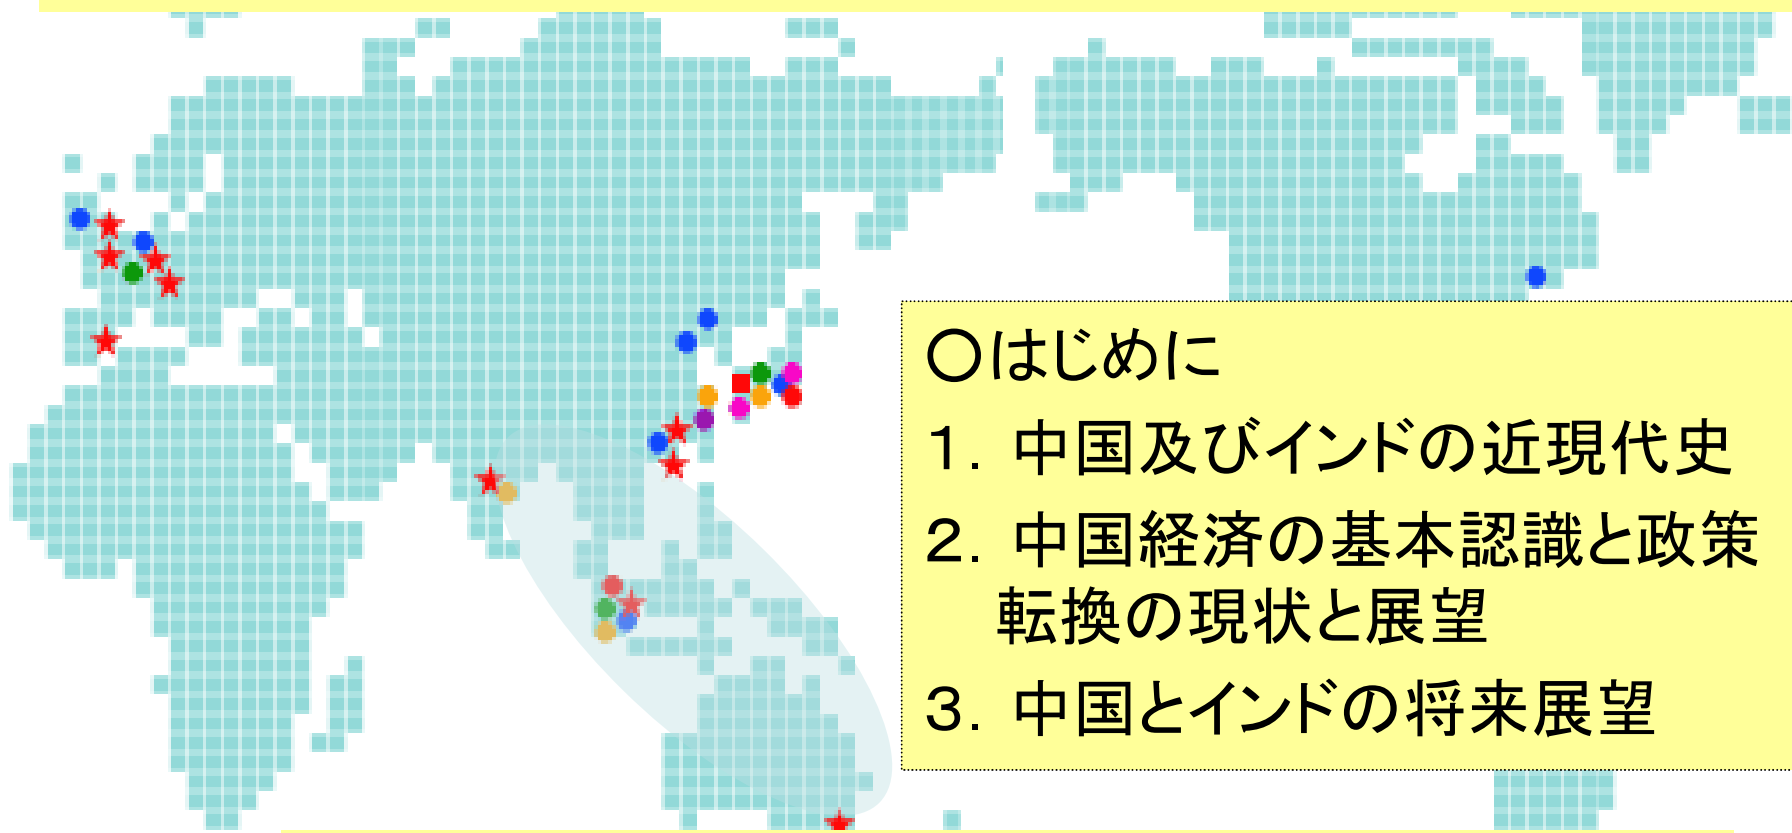 〇はじめに
１．中国及びインドの近現代史
２．中国経済の基本認識と政策
転換の現状と展望
３．中国とインドの将来展望